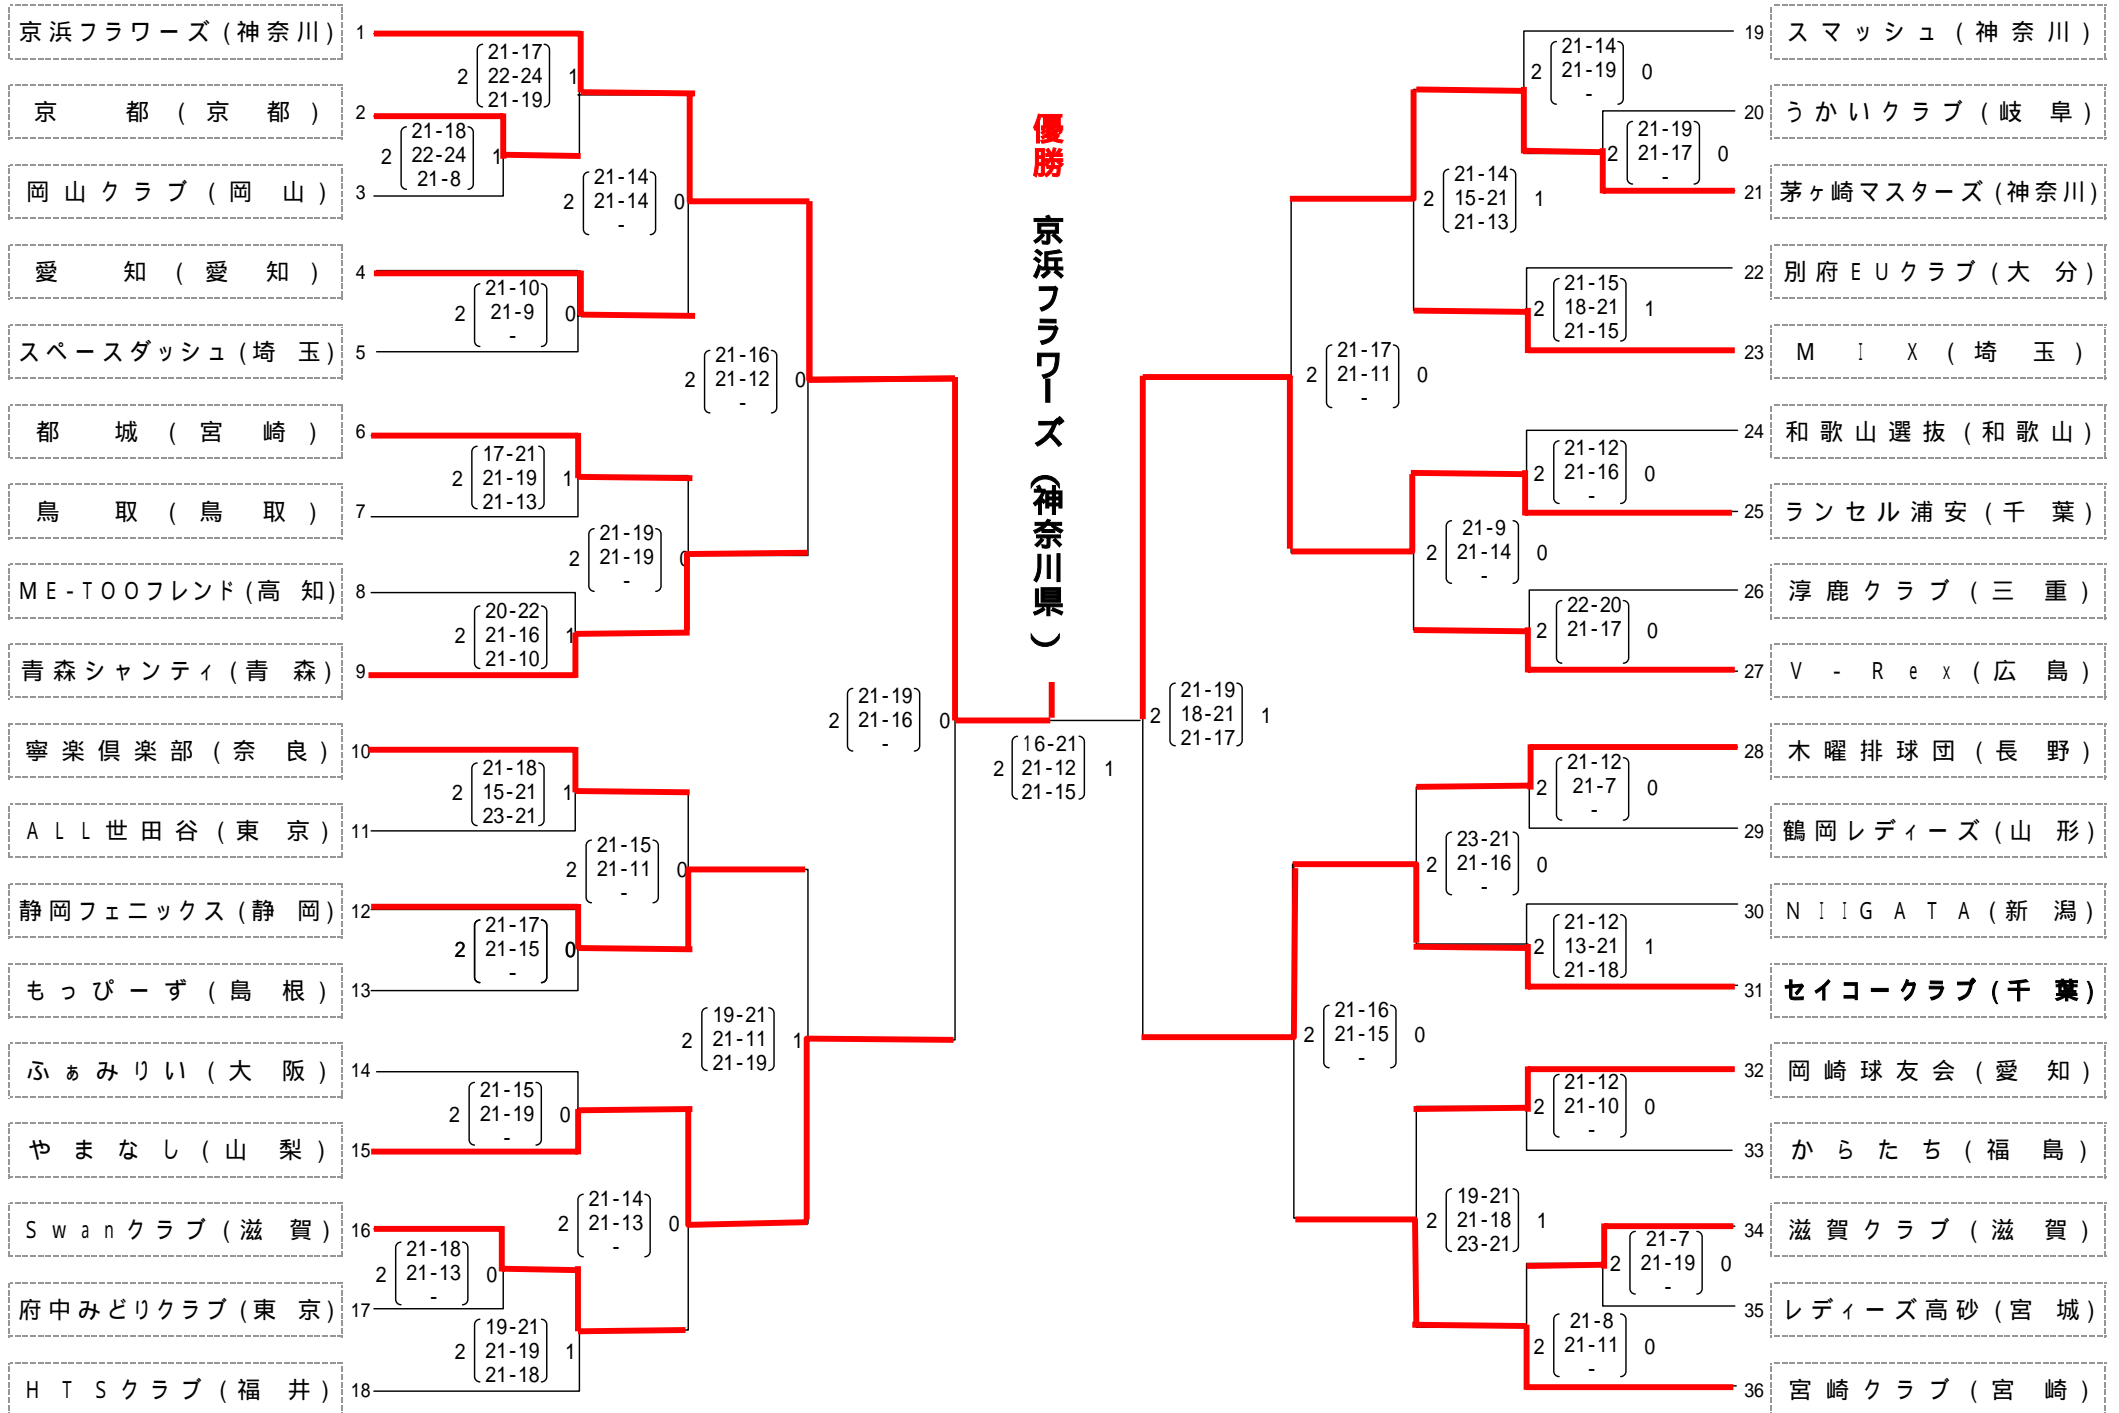 京浜フラワーズ(神奈川) 1
京 都(京 都) 2
岡山クラブ(岡 山) 3
愛 知(愛 知) 4
スペースダッシュ(埼 玉) 5
都 城(宮 崎) 6
鳥 取(鳥 取) 7
ME-TOOフレンド(高 知) 8
青森シャンティ(青 森) 9
寧楽倶楽部(奈 良) 10
ALL世田谷(東 京) 11
静岡フェニックス(静 岡) 12
もっぴーず(島 根) 13
ふぁみりい(大 阪) 14
やまなし(山 梨) 15
Swanクラブ(滋 賀) 16
府中みどりクラブ(東 京) 17
HTSクラブ(福 井) 18
21-17
2 22-24 1
21-19
21-18
2 22-24 1
21-8
21-14
2 21-14 0
-
21-10
2 21-9 0
-
21-16
2 21-12 0
-
17-21
2 21-19 1
21-13
21-19
2 21-19 0
-
20-22
2 21-16 1
21-10
21-19
2 21-16 0
-
21-18
2 15-21 1
23-21
21-15
2 21-11 0
-
21-17
2 21-15 0
-
19-21
2 21-11 1
21-19
21-15
2 21-19 0
-
21-14
2 21-13 0
-
21-18
2 21-13 0
-
19-21
2 21-19 1
21-18
優勝 京浜フラワーズ(神奈川県)
16-21
2 21-12 1
21-15
21-14
2 21-19 0
-
21-19
2 21-17 0
-
21-14
2 15-21 1
21-13
21-15
2 18-21 1
21-15
21-17
2 21-11 0
-
21-12
2 21-16 0
-
21-9
2 21-14 0
-
22-20
2 21-17 0
21-19
2 18-21 1
21-17
21-12
2 21-7 0
-
23-21
2 21-16 0
-
21-12
2 13-21 1
21-18
21-16
2 21-15 0
-
21-12
2 21-10 0
-
19-21
2 21-18 1
23-21
21-7
2 21-19 0
-
21-8
2 21-11 0
-
19 スマッシュ(神奈川)
20 うかいクラブ(岐 阜)
21 茅ヶ崎マスターズ(神奈川)
22 別府EUクラブ(大 分)
23 MIX(埼 玉)
24 和歌山選抜(和歌山)
25 ランセル浦安(千 葉)
26 淳鹿クラブ(三 重)
27 V-Rex(広 島)
28 木曜排球団(長 野)
29 鶴岡レディーズ(山 形)
30 NIIGATA(新 潟)
31 セイコークラブ(千 葉)
32 岡崎球友会(愛 知)
33 からたち(福 島)
34 滋賀クラブ(滋 賀)
35 レディーズ高砂(宮 城)
36 宮崎クラブ(宮 崎)